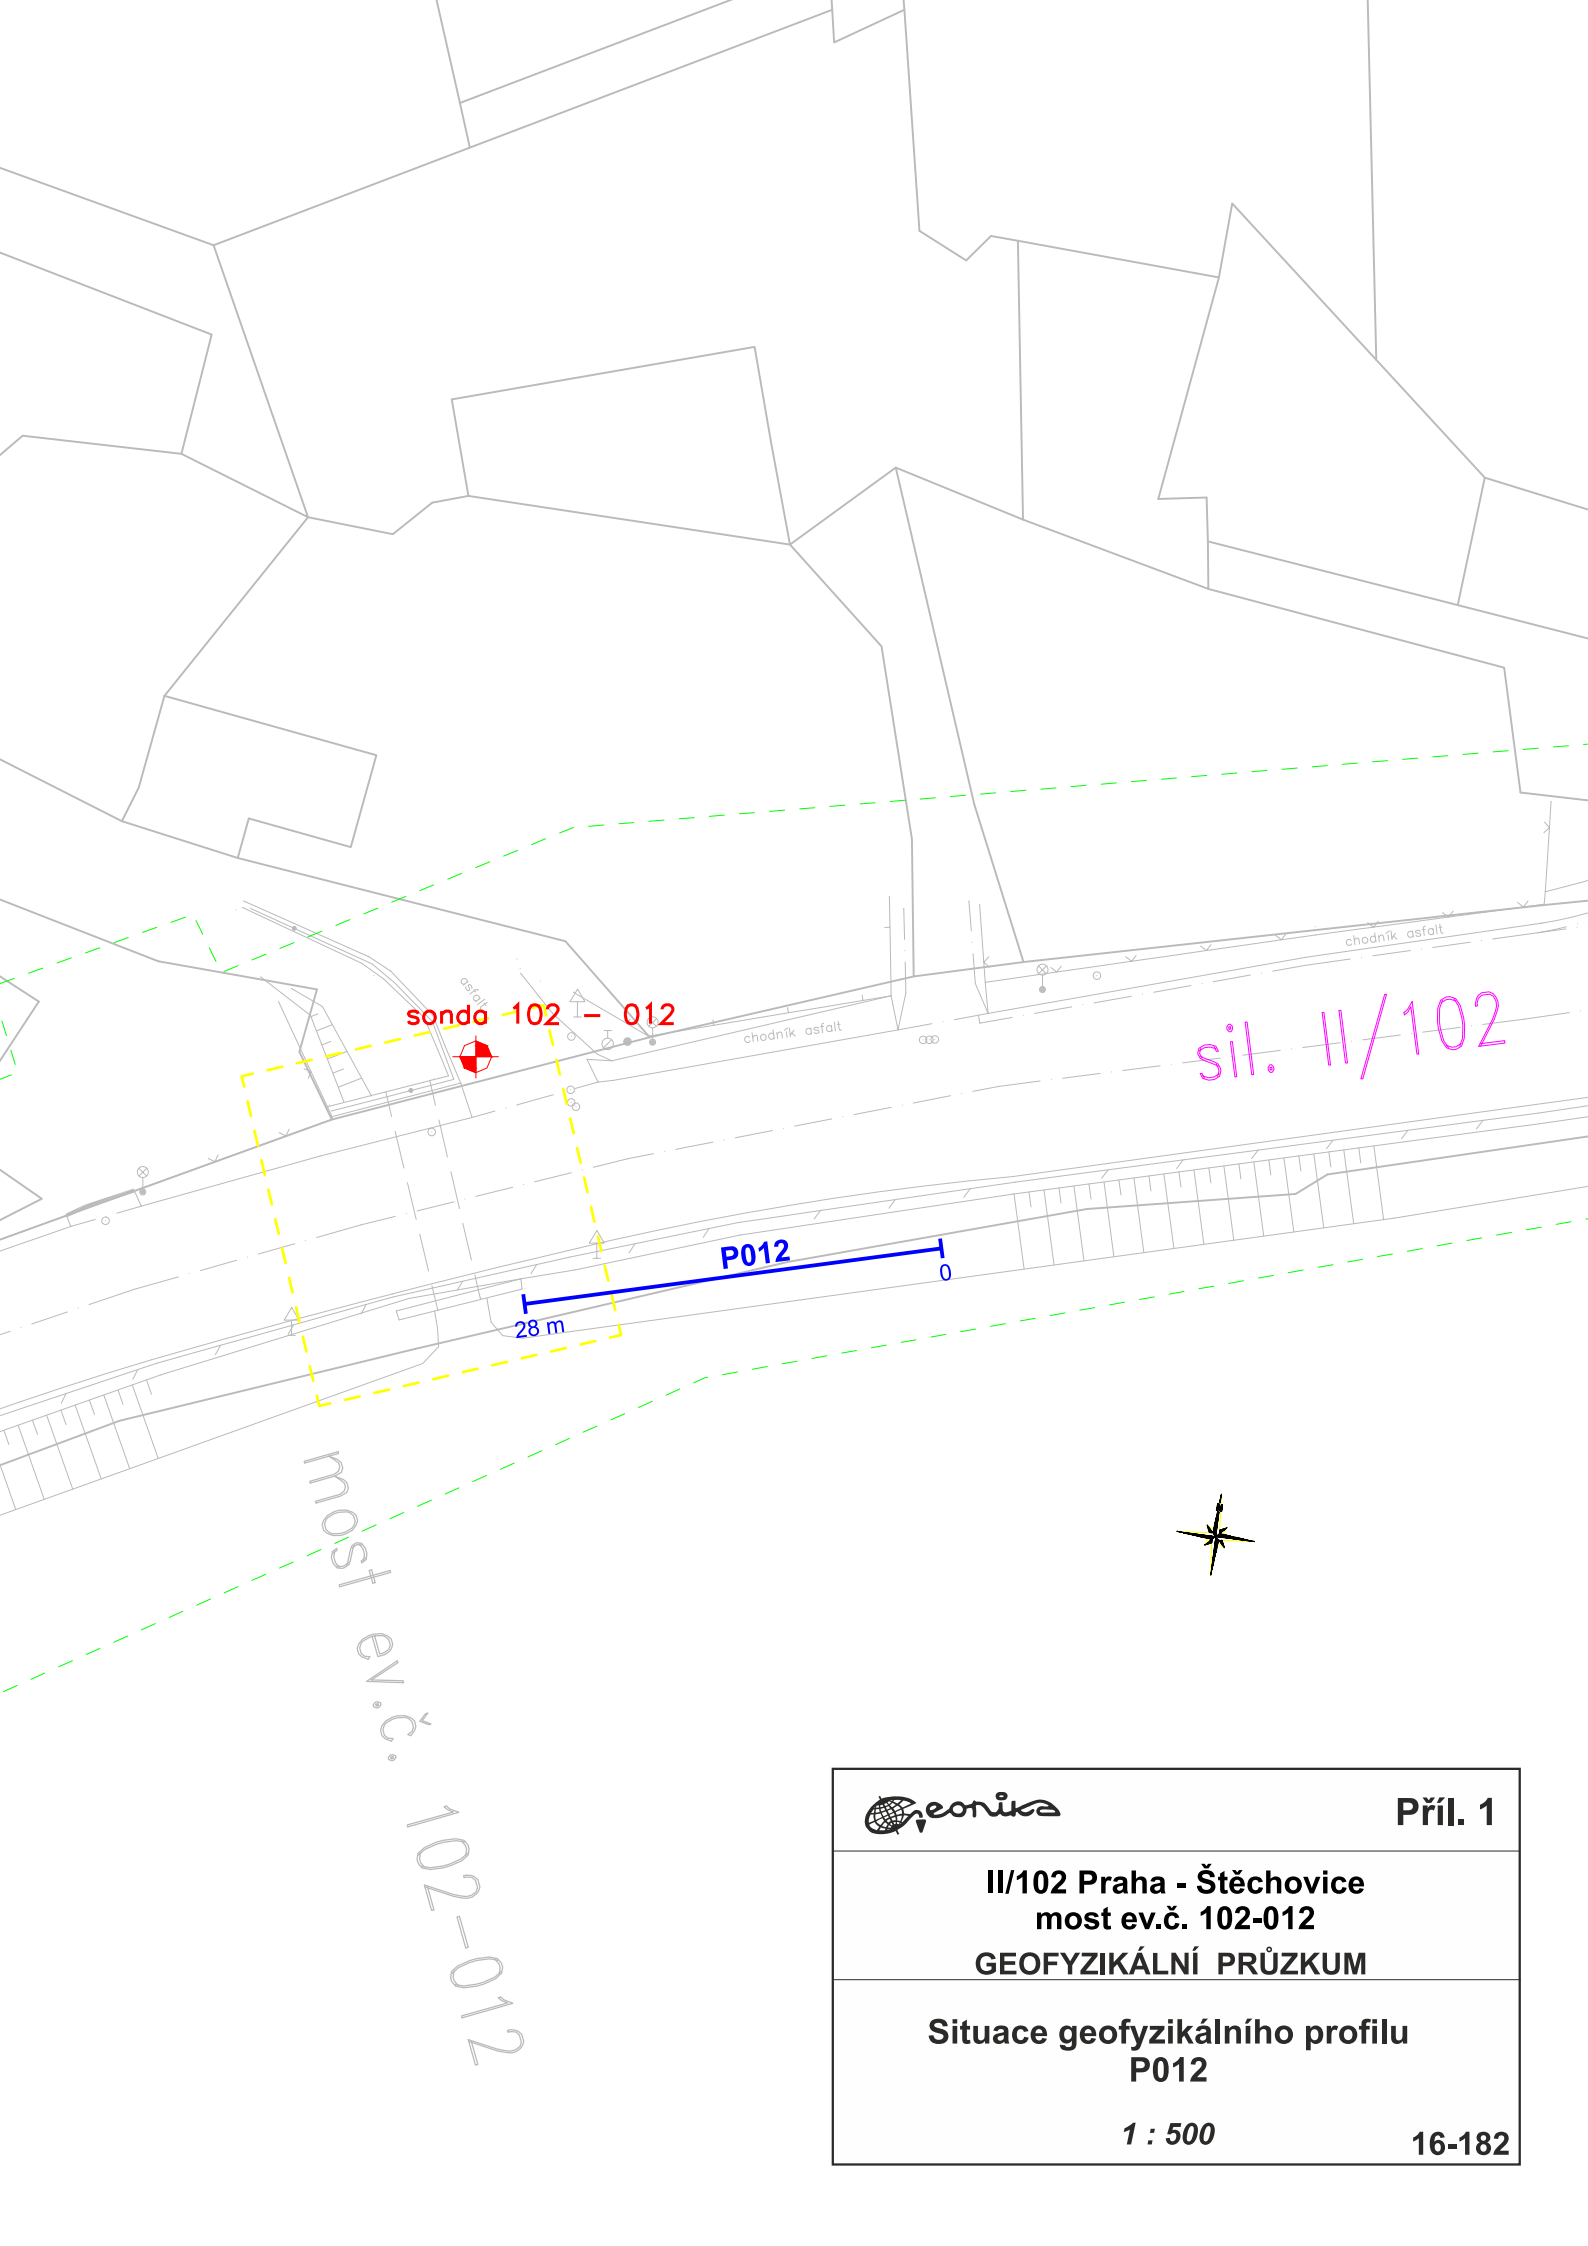 asfalt
sonda 102 - 012
chodník asfalt
chodník asfalt
sil. II/102
P012
0
28 m
most ev.č. 102-012
N
Geonika
Příl. 1
II/102 Praha - Štěchovice
most ev.č. 102-012
GEOFYZIKÁLNÍ PRŮZKUM
Situace geofyzikálního profilu
P012
1 : 500
16-182